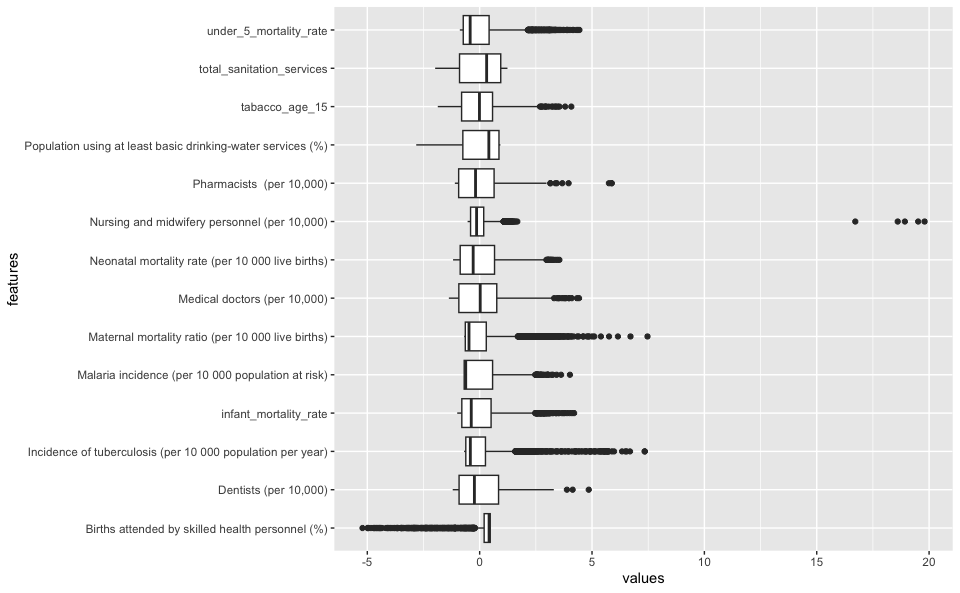 under_5_mortality_rate
total_sanitation_services
tabacco_age_15
Population using at least basic drinking-water services (%)
Pharmacists  (per 10,000)
Nursing and midwifery personnel (per 10,000)
Neonatal mortality rate (per 10 000 live births)
Medical doctors (per 10,000)
Maternal mortality ratio (per 10 000 live births)
Malaria incidence (per 10 000 population at risk)
infant_mortality_rate
Incidence of tuberculosis (per 10 000 population per year)
Dentists (per 10,000)
Births attended by skilled health personnel (%)
features
-5 0 5 10 15 20
values